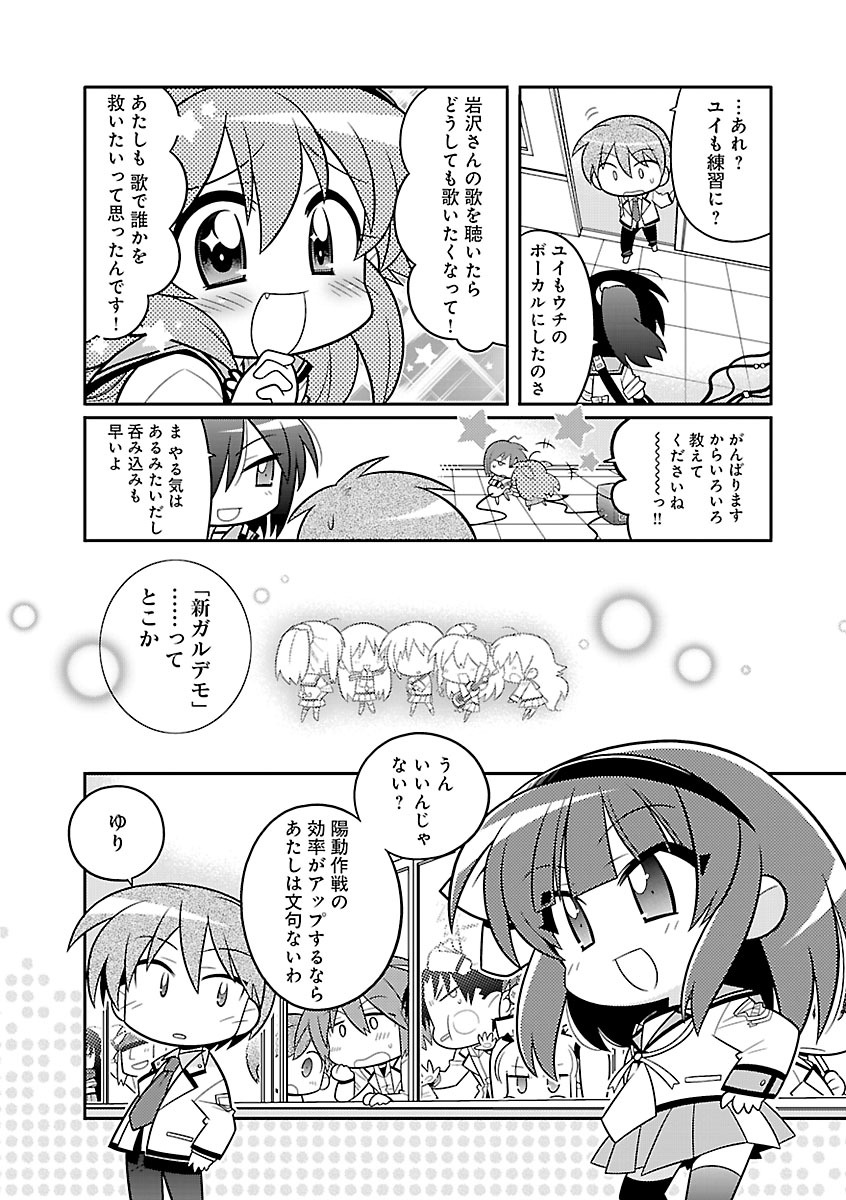 …あれ？
ユイも練習に？
ユイもウチの
ボーカルにしたのさ
岩沢さんの歌を聴いたら
どうしても歌いたくなって！
あたしも 歌で誰かを
救いたいって思ったんです！
がんばります
からいろいろ
教えて
くださいね
～～～～～っ!!
ま やる気は
あるみたいだし
呑み込みも
早いよ
「新ガルデモ」
……って
とこか
うん
いいんじゃ
ない？
陽動作戦の
効率がアップするなら
あたしは文句ないわ
ゆり